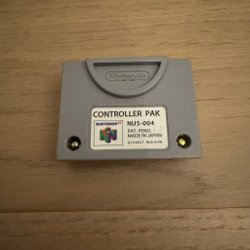 Nintendo
CONTROLLER PAK
NINTENDO 64
NUS-004
PAT. PEND.
MADE IN JAPAN